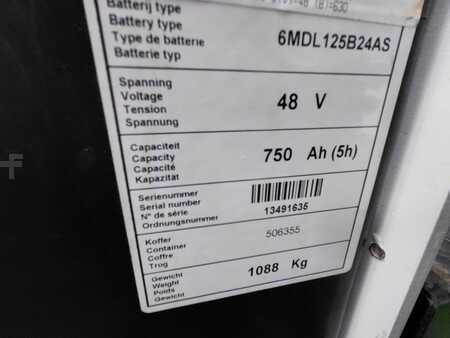 Batterij type
Battery type
Type de batterie
Batterie typ
6MDL125B24AS
Spanning
Voltage
Tension
Spannung
48 V
Capaciteit
Capacity
Capacité
Kapazitat
750 Ah (5h)
Serienummer
Serial number
N° de série
Ordnungsnummer
13491635
Koffer
Container
Coffre
Trog
506355
Gewicht
Weight
Poids
Gewicht
1088 Kg